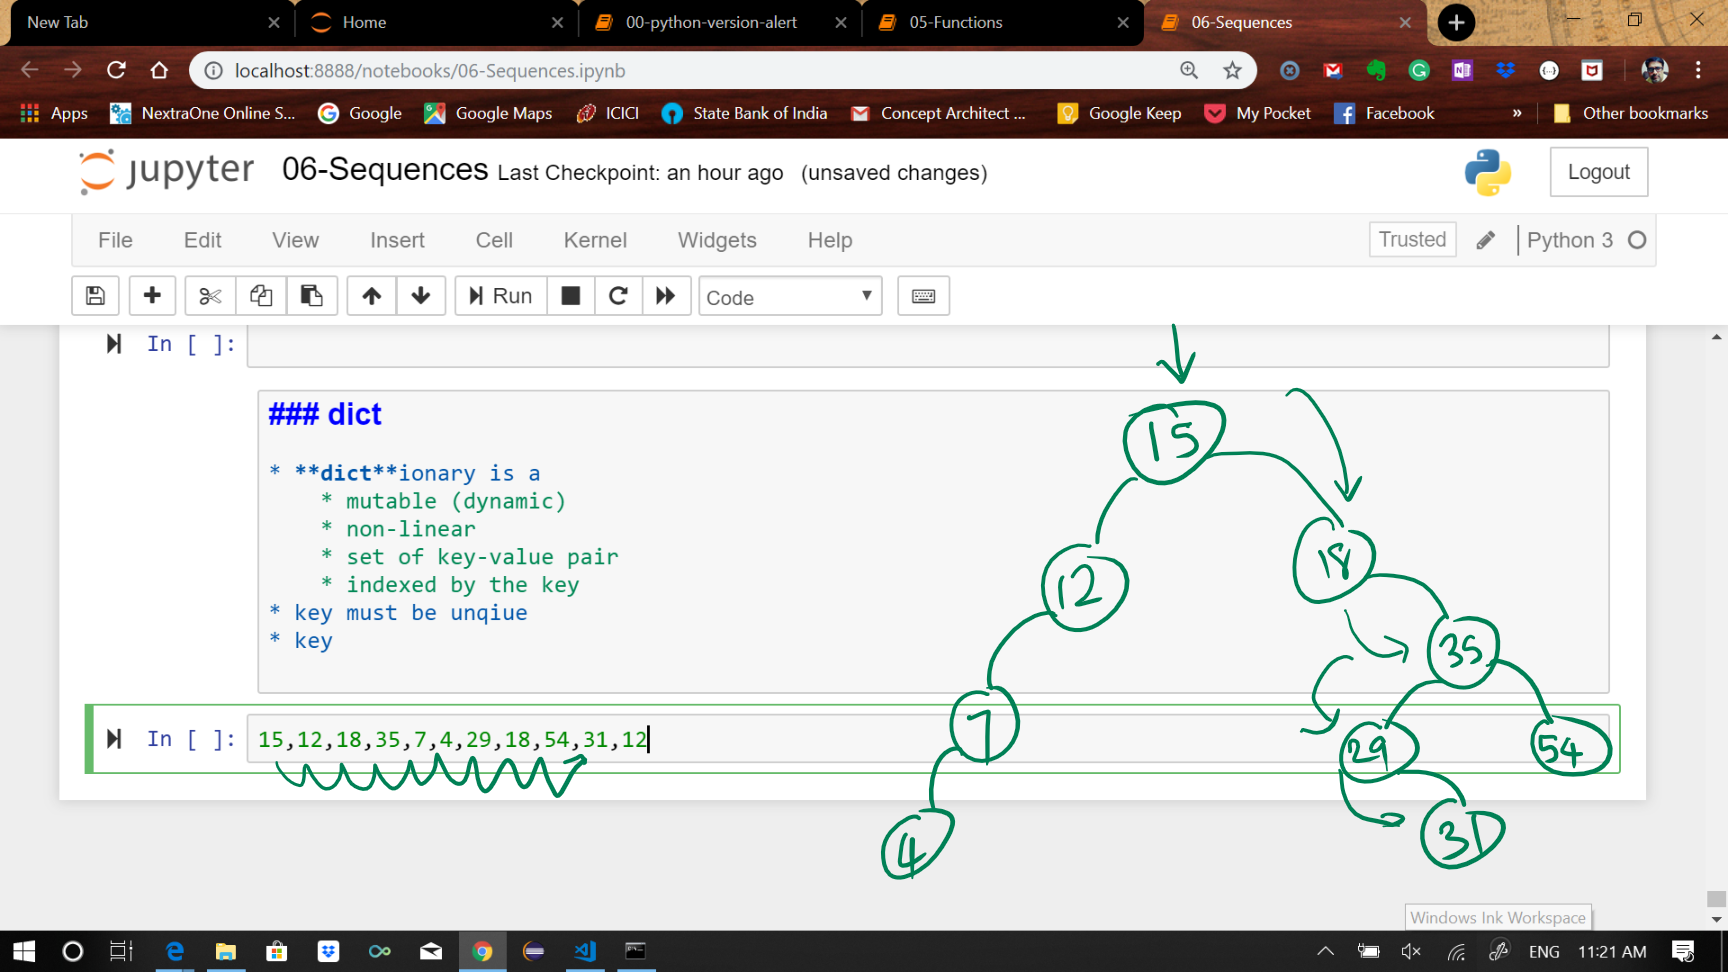 New Tab
Home
00-python-version-alert
05-Functions
06-Sequences
localhost:8888/notebooks/06-Sequences.ipynb
Apps
NextraOne Online S...
Google
Google Maps
ICICI
State Bank of India
Concept Architect ...
Google Keep
My Pocket
Facebook
»
Other bookmarks
jupyter 06-Sequences Last Checkpoint: an hour ago (unsaved changes)
Logout
File Edit View Insert Cell Kernel Widgets Help
Trusted
Python 3
Run
Code
In [ ]:
### dict
* **dict**ionary is a
* mutable (dynamic)
* non-linear
* set of key-value pair
* indexed by the key
* key must be unqiue
* key
In [ ]: 15,12,18,35,7,4,29,18,54,31,12
15
12
18
35
7
29
54
4
31
Windows Ink Workspace
ENG 11:21 AM